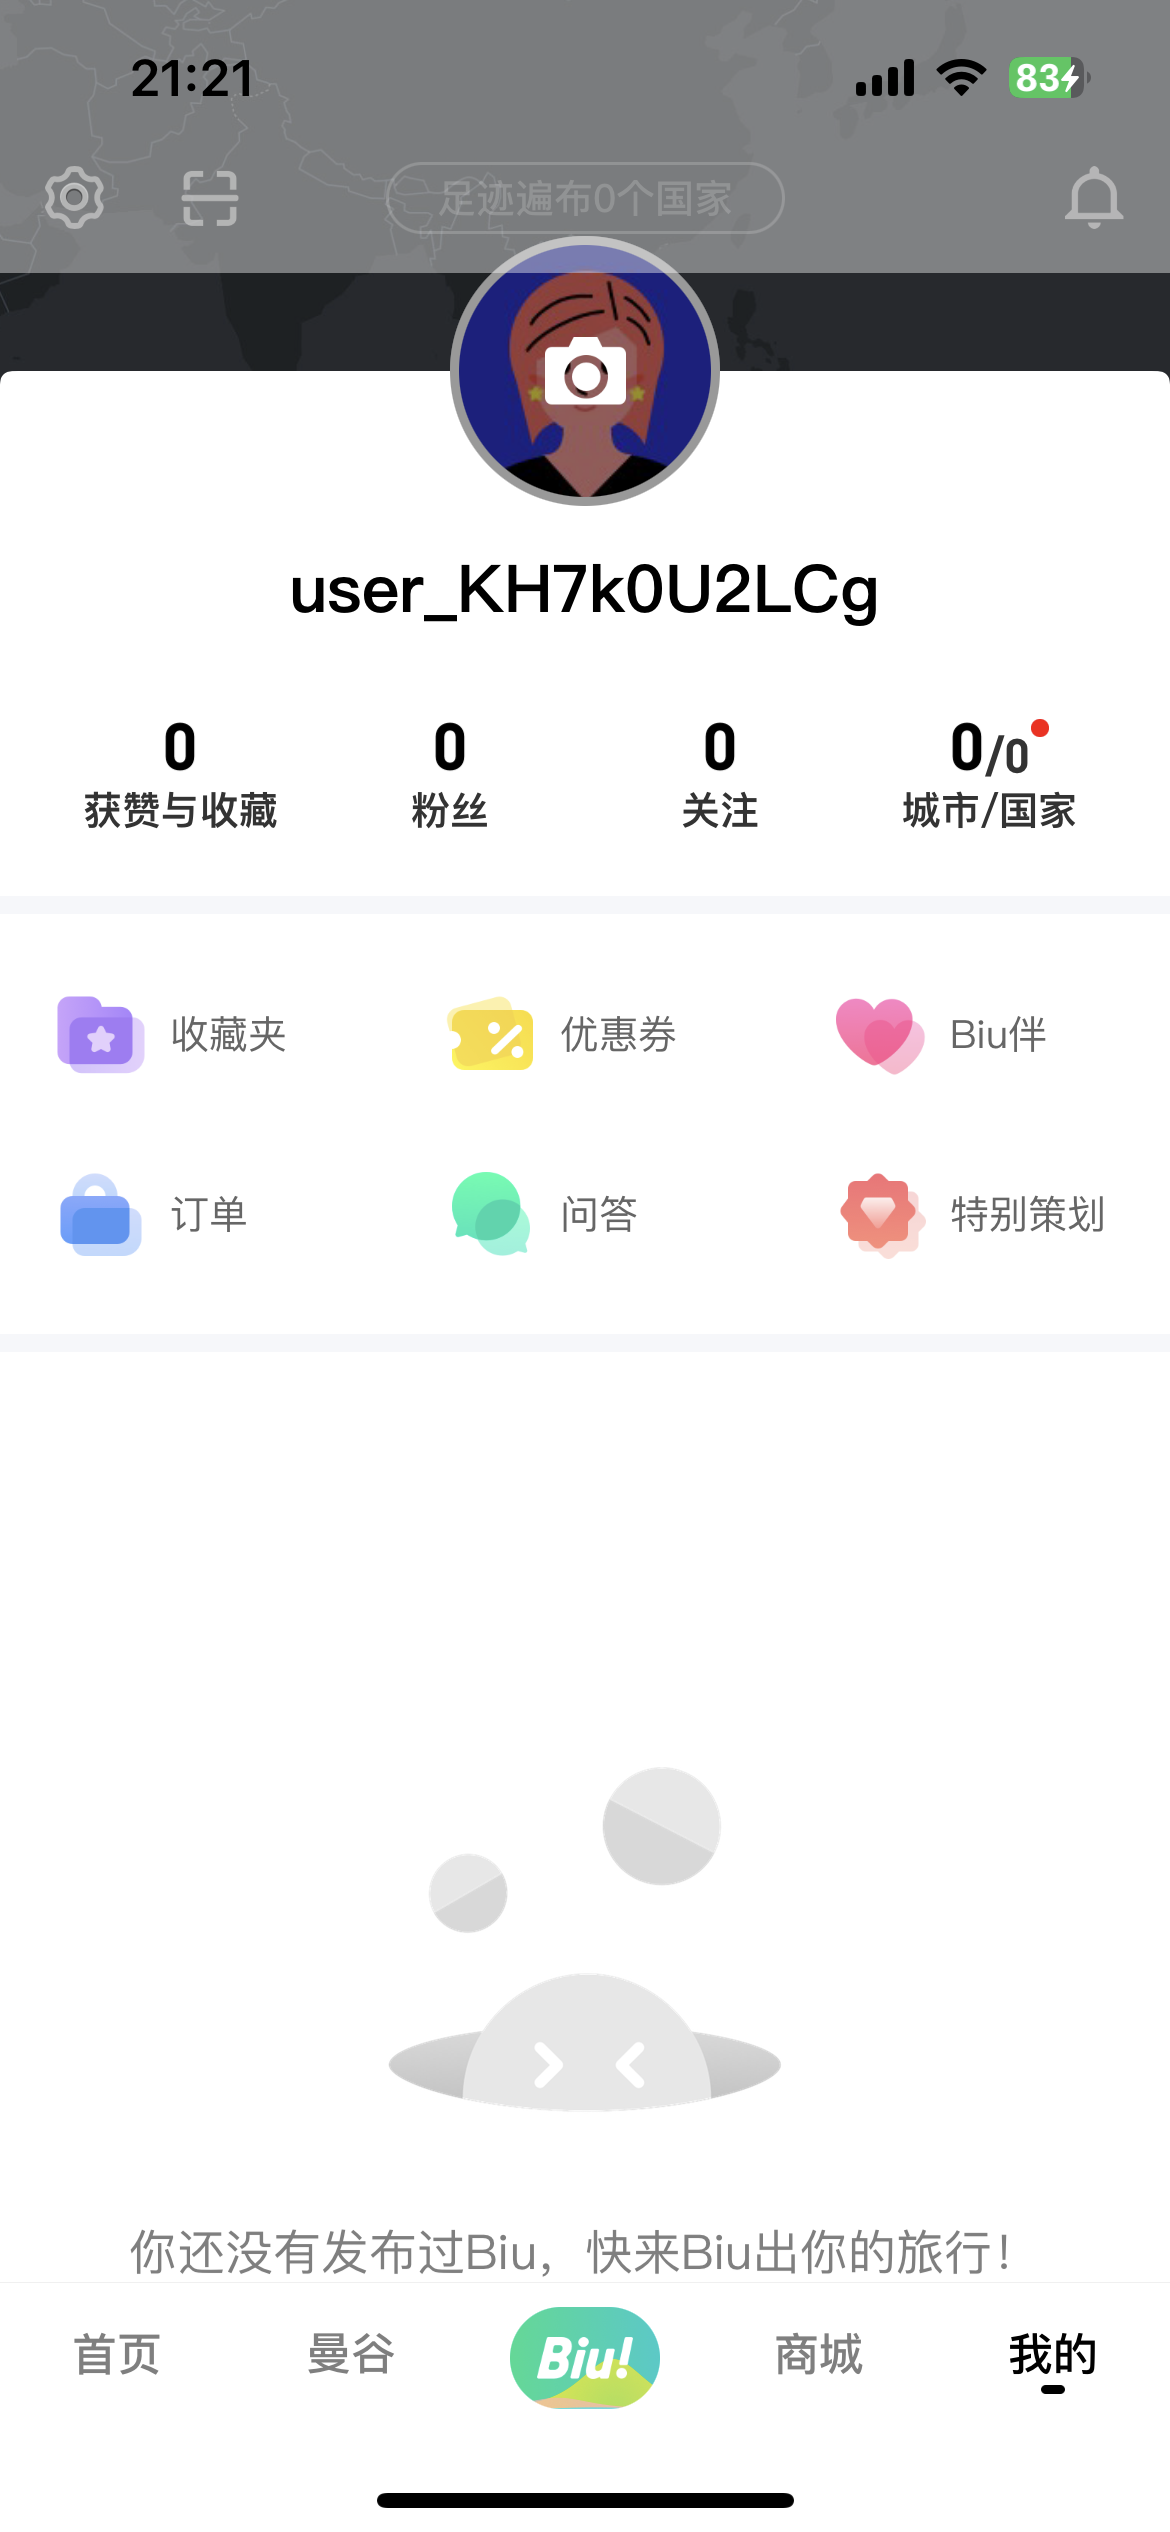 21:21
83
足迹遍布0个国家
user_KH7k0U2LCg
0 0 0 0/0
获赞与收藏 粉丝 关注 城市/国家
收藏夹 优惠券 Biu伴
订单 问答 特别策划
你还没有发布过Biu，快来Biu出你的旅行！
首页 曼谷 Biu! 商城 我的